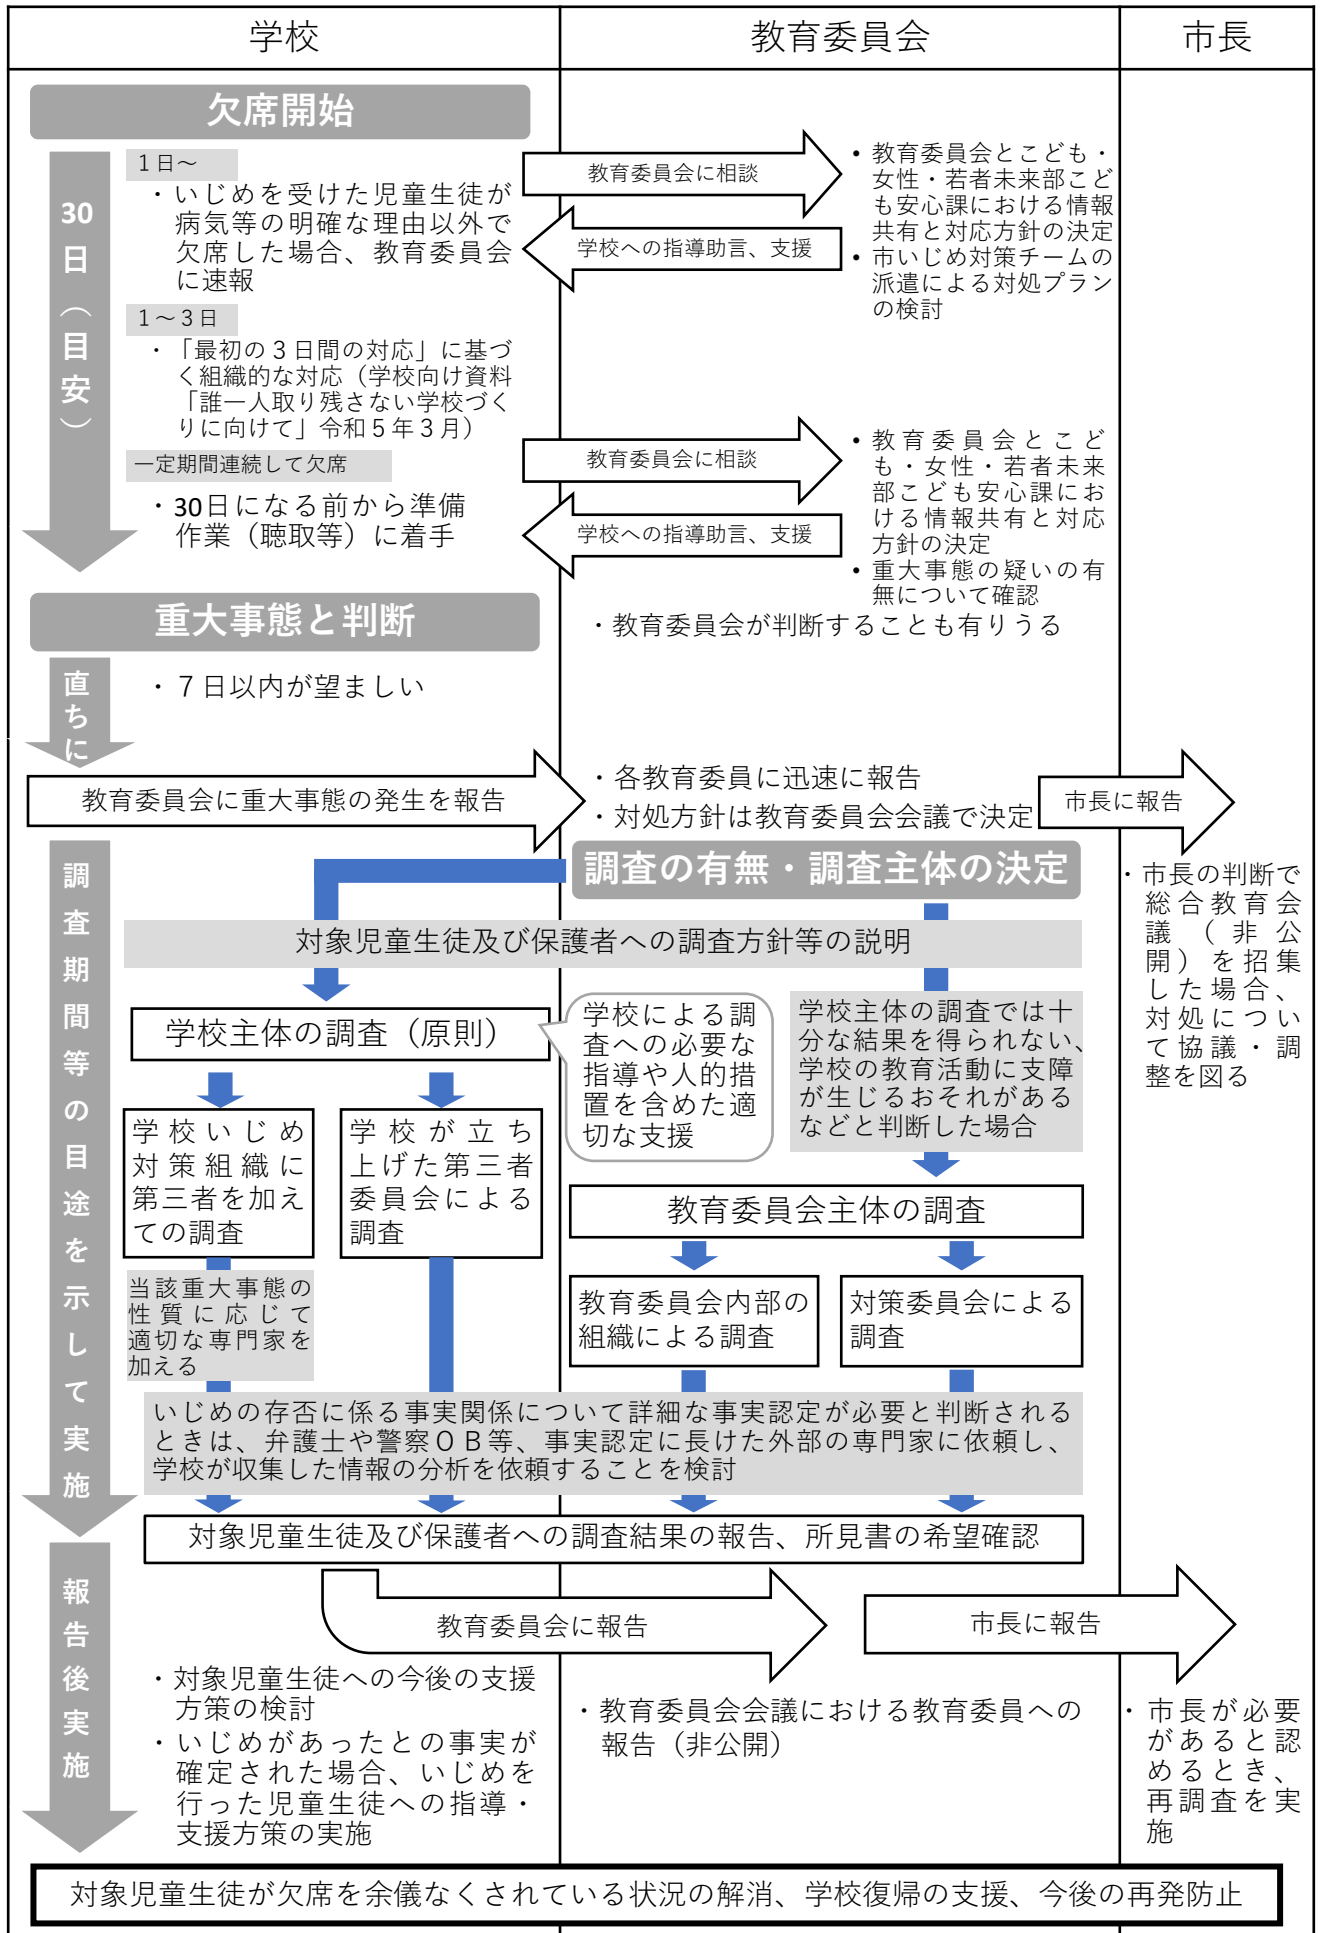 学校
教育委員会
市長
欠席開始
30日（目安）
１日～
・いじめを受けた児童生徒が
病気等の明確な理由以外で
欠席した場合、教育委員会
に速報
教育委員会に相談
学校への指導助言、支援
• 教育委員会とこども・
女性・若者未来部こど
も安心課における情報
共有と対応方針の決定
• 市いじめ対策チームの
派遣による対処プラン
の検討
１～３日
・「最初の３日間の対応」に基づ
く組織的な対応（学校向け資料
「誰一人取り残さない学校づく
りに向けて」令和５年３月）
一定期間連続して欠席
・30日になる前から準備
作業（聴取等）に着手
教育委員会に相談
学校への指導助言、支援
• 教育委員会とこど
も・女性・若者未来
部こども安心課にお
ける情報共有と対応
方針の決定
• 重大事態の疑いの有
無について確認
重大事態と判断
・教育委員会が判断することも有りうる
直ちに
・７日以内が望ましい
教育委員会に重大事態の発生を報告
・各教育委員に迅速に報告
・対処方針は教育委員会会議で決定
市長に報告
調査期間等の目途を示して実施
調査の有無・調査主体の決定
・市長の判断で
総合教育会
議（非公
開）を招集
した場合、
対処につい
て協議・調
整を図る
対象児童生徒及び保護者への調査方針等の説明
学校主体の調査（原則）
学校による調
査への必要な
指導や人的措
置を含めた適
切な支援
学校主体の調査では十
分な結果を得られない、
学校の教育活動に支障
が生じるおそれがある
などと判断した場合
学校いじめ
対策組織に
第三者を加え
ての調査
学校が立ち
上げた第三者
委員会による
調査
教育委員会主体の調査
当該重大事態の
性質に応じて
適切な専門家を
加える
教育委員会内部の
組織による調査
対策委員会による
調査
いじめの存否に係る事実関係について詳細な事実認定が必要と判断される
ときは、弁護士や警察ＯＢ等、事実認定に長けた外部の専門家に依頼し、
学校が収集した情報の分析を依頼することを検討
対象児童生徒及び保護者への調査結果の報告、所見書の希望確認
報告後実施
教育委員会に報告
市長に報告
・対象児童生徒への今後の支援
方策の検討
・いじめがあったとの事実が
確定された場合、いじめを
行った児童生徒への指導・
支援方策の実施
・教育委員会会議における教育委員への
報告（非公開）
・市長が必要
があると認
めるとき、
再調査を実
施
対象児童生徒が欠席を余儀なくされている状況の解消、学校復帰の支援、今後の再発防止